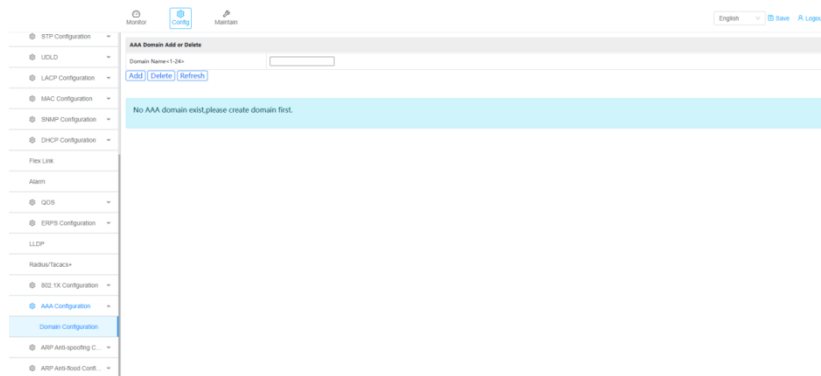 Monitor
Config
Maintain
English
Save
Logou
STP Configuration
UDLD
LACP Configuration
MAC Configuration
SNMP Configuration
DHCP Configuration
Flex Link
Alarm
QOS
ERPS Configuration
LLDP
Radius/Tacacs+
802.1X Configuration
AAA Configuration
Domain Configuration
ARP Anti-spoofing C...
ARP Anti-flood Confi...
AAA Domain Add or Delete
Domain Name<1-24>
Add Delete Refresh
No AAA domain exist,please create domain first.